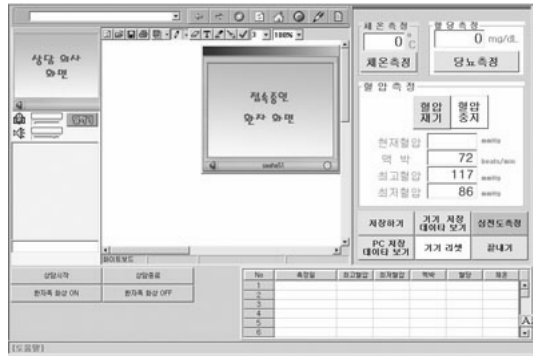 3
100%
상담 의사
화면
접속중인
환자 화면
화이트보드
체온측정
0 °C
체온측정
혈당측정
0 mg/dL
당뇨측정
혈압측정
혈압
재기
혈압
중지
현재혈압
맥 박 72 beats/min
최고혈압 117 mmHg
최저혈압 86 mmHg
저장하기
기기 저장
데이타 보기
심전도측정
PC 저장
데이타 보기
기기 리셋
끝내기
상담시작
상담종료
환자측 화상 ON
환자측 화상 OFF
No 측정일 최고혈압 최저혈압 맥박 혈당 체온
1
2
3
4
5
6
A
[도움말]